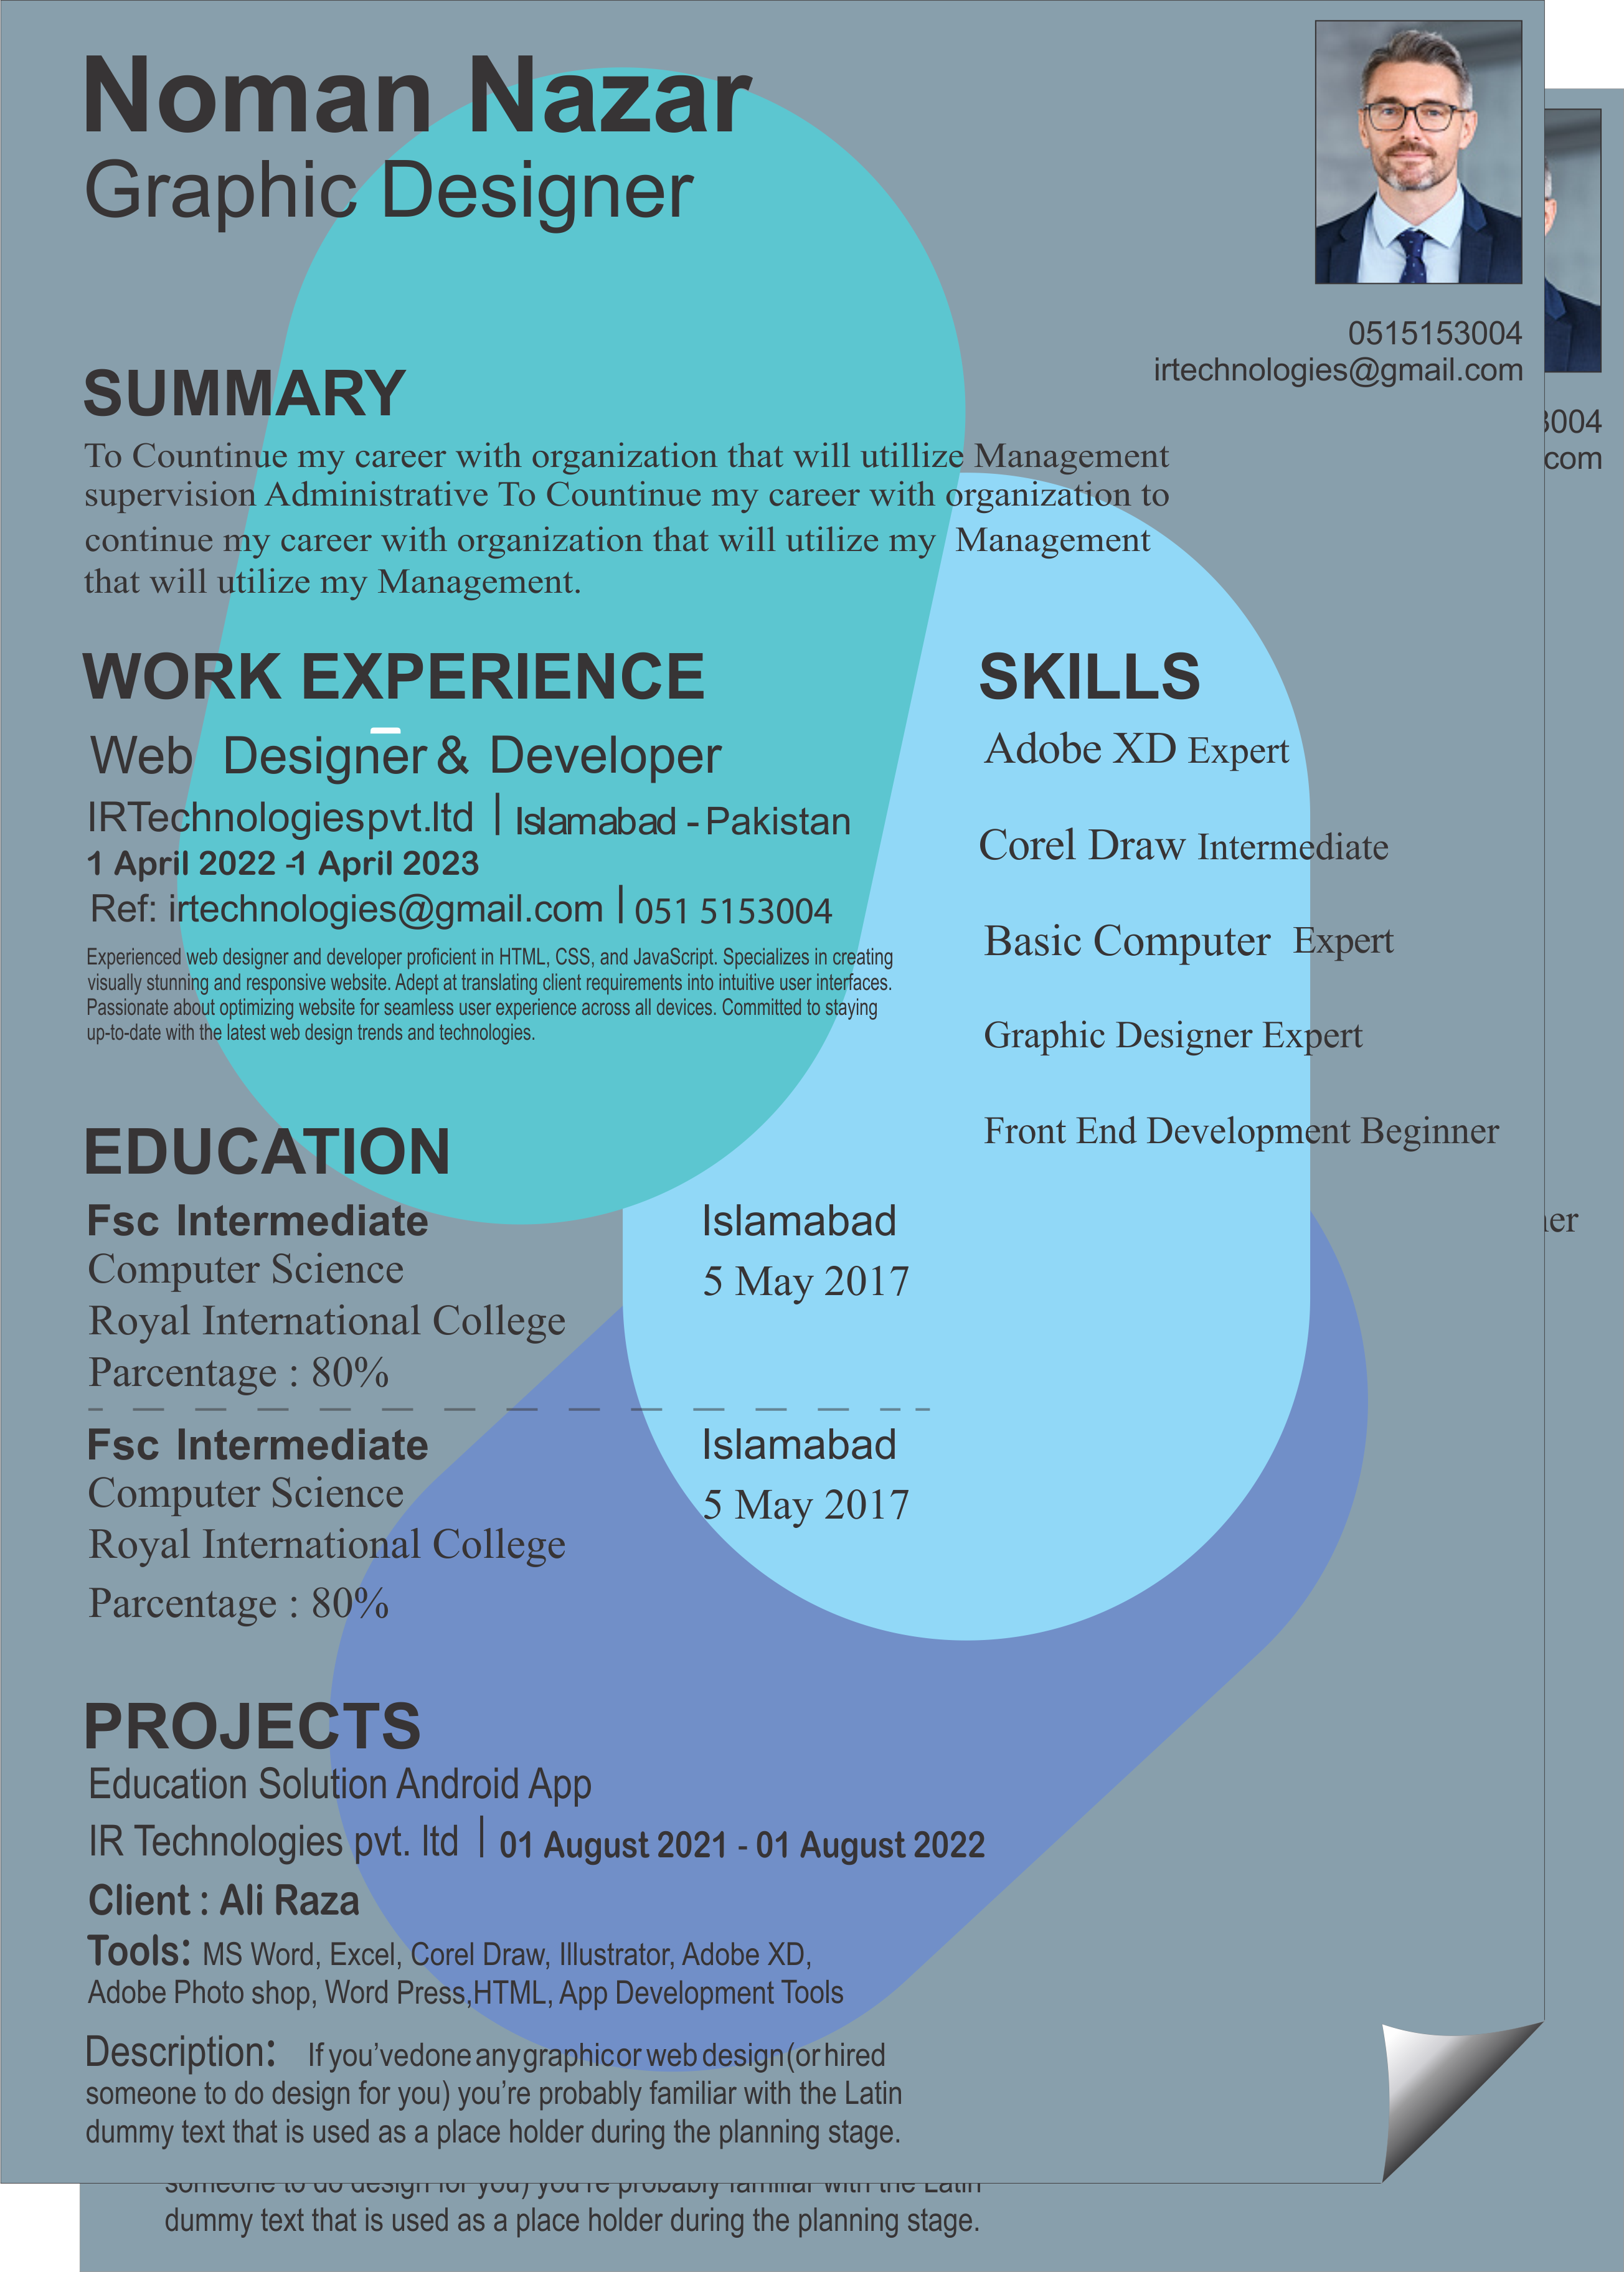 Noman Nazar
Graphic Designer
0515153004
irtechnologies@gmail.com
3004
com
SUMMARY
To Countinue my career with organization that will utillize Management
supervision Administrative To Countinue my career with organization to
continue my career with organization that will utilize my Management
that will utilize my Management.
WORK EXPERIENCE
Web Designer & Developer
IRTechnologiespvt.ltd | Islamabad - Pakistan
1 April 2022 -1 April 2023
Ref: irtechnologies@gmail.com | 051 5153004
Experienced web designer and developer proficient in HTML, CSS, and JavaScript. Specializes in creating
visually stunning and responsive website. Adept at translating client requirements into intuitive user interfaces.
Passionate about optimizing website for seamless user experience across all devices. Committed to staying
up-to-date with the latest web design trends and technologies.
SKILLS
Adobe XD Expert
Corel Draw Intermediate
Basic Computer Expert
Graphic Designer Expert
Front End Development Beginner
er
EDUCATION
Fsc Intermediate Islamabad
Computer Science 5 May 2017
Royal International College
Parcentage : 80%
Fsc Intermediate Islamabad
Computer Science 5 May 2017
Royal International College
Parcentage : 80%
PROJECTS
Education Solution Android App
IR Technologies pvt. ltd | 01 August 2021 - 01 August 2022
Client : Ali Raza
Tools: MS Word, Excel, Corel Draw, Illustrator, Adobe XD,
Adobe Photo shop, Word Press,HTML, App Development Tools
Description: If you'vedone any graphic or web design (or hired
someone to do design for you) you're probably familiar with the Latin
dummy text that is used as a place holder during the planning stage.
someone to do design for you) you're probably familiar with the Latin
dummy text that is used as a place holder during the planning stage.